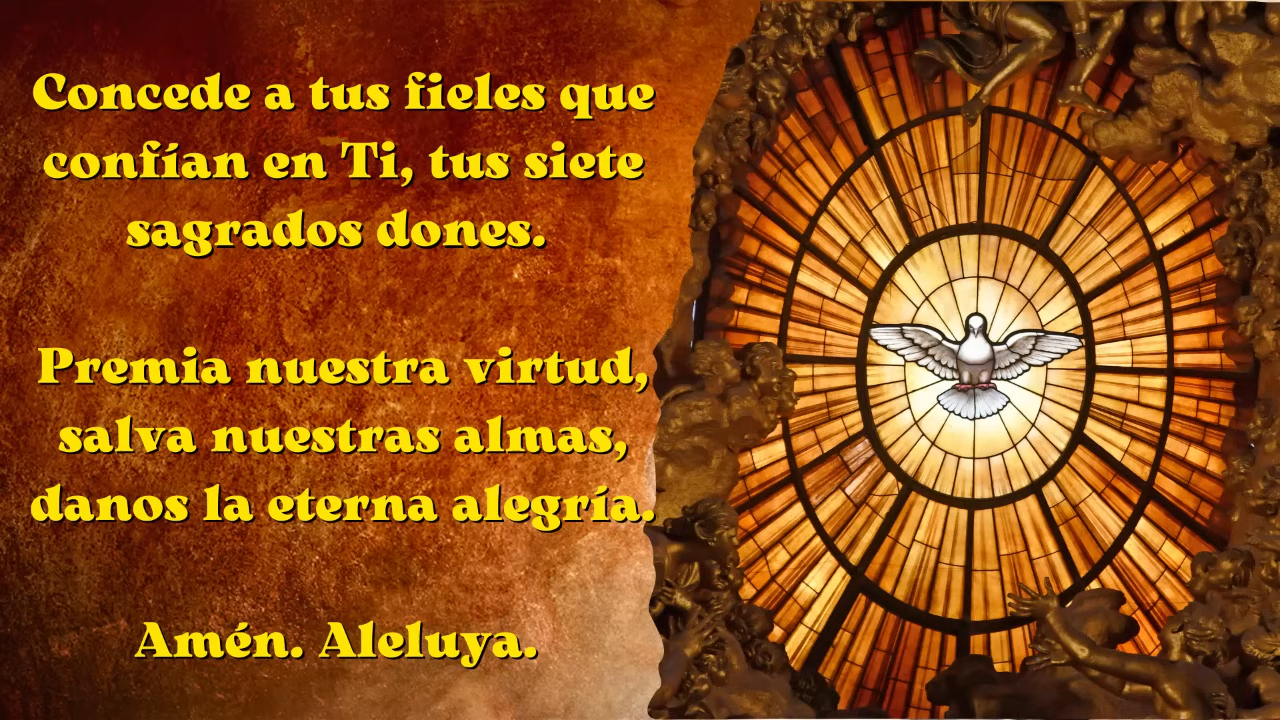 Concede a tus fieles que
confían en Ti, tus siete
sagrados dones.
Premia nuestra virtud,
salva nuestras almas,
danos la eterna alegría.
Amén. Aleluya.